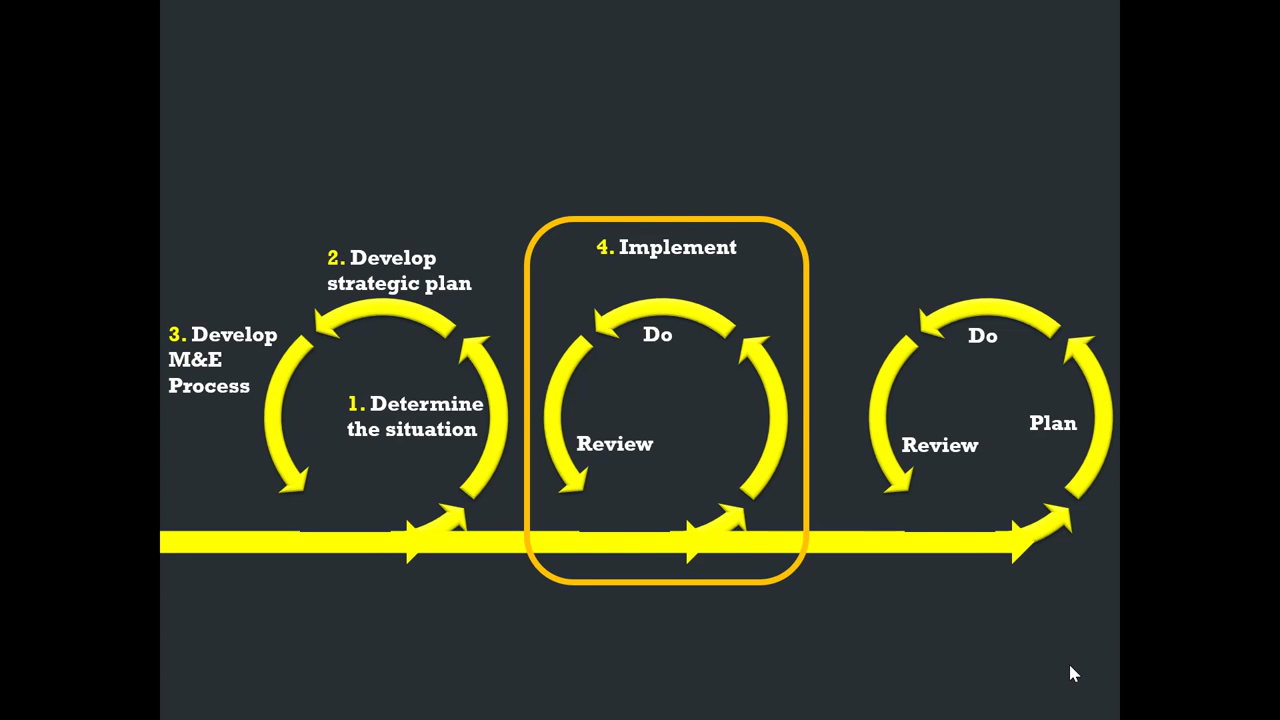 2. Develop
strategic plan
3. Develop
M&E
Process
1. Determine
the situation
4. Implement
Do
Review
Do
Plan
Review